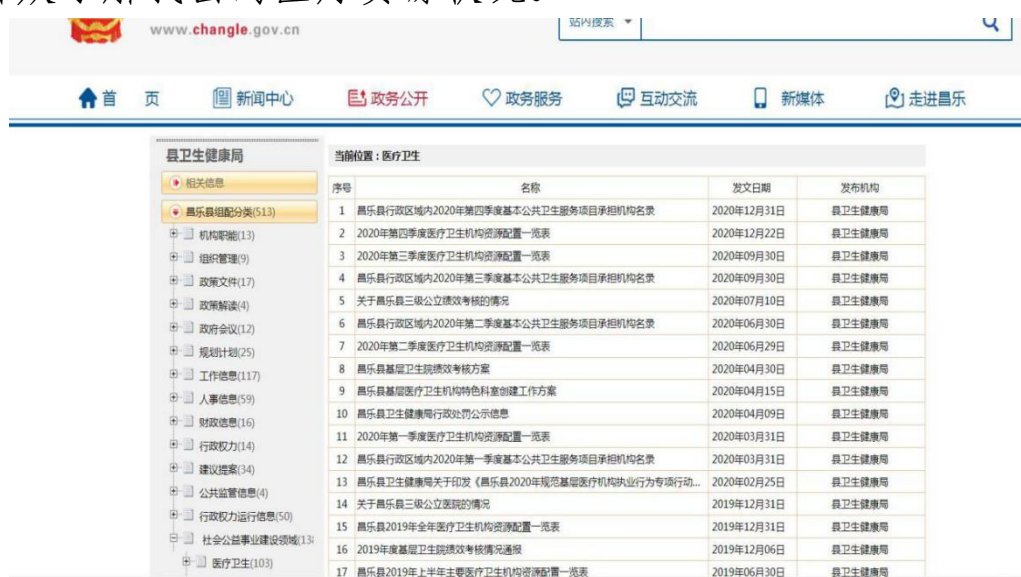 www.changle.gov.cn
站内搜索
首 页
新闻中心
政务公开
政务服务
互动交流
新媒体
走进昌乐
县卫生健康局
相关信息
昌乐县组配分类(513)
机构职能(13)
组织管理(9)
政策文件(17)
政策解读(4)
政府会议(12)
规划计划(25)
工作信息(117)
人事信息(59)
财政信息(16)
行政权力(14)
建议提案(34)
公共监管信息(4)
行政权力运行信息(50)
社会公益事业建设领域(13
医疗卫生(103)
当前位置：医疗卫生
序号 名称 发文日期 发布机构
1 昌乐县行政区域内2020年第四季度基本公共卫生服务项目承担机构名录 2020年12月31日 县卫生健康局
2 2020年第四季度医疗卫生机构资源配置一览表 2020年12月22日 县卫生健康局
3 2020年第三季度医疗卫生机构资源配置一览表 2020年09月30日 县卫生健康局
4 昌乐县行政区域内2020年第三季度基本公共卫生服务项目承担机构名录 2020年09月30日 县卫生健康局
5 关于昌乐县三级公立绩效考核的情况 2020年07月10日 县卫生健康局
6 昌乐县行政区域内2020年第二季度基本公共卫生服务项目承担机构名录 2020年06月30日 县卫生健康局
7 2020年第二季度医疗卫生机构资源配置一览表 2020年06月29日 县卫生健康局
8 昌乐县基层卫生院绩效考核方案 2020年04月30日 县卫生健康局
9 昌乐县基层医疗卫生机构特色科室创建工作方案 2020年04月15日 县卫生健康局
10 昌乐县卫生健康局行政处罚公示信息 2020年04月09日 县卫生健康局
11 2020年第一季度医疗卫生机构资源配置一览表 2020年03月31日 县卫生健康局
12 昌乐县行政区域内2020年第一季度基本公共卫生服务项目承担机构名录 2020年03月31日 县卫生健康局
13 昌乐县卫生健康局关于印发《昌乐县2020年规范基层医疗机构执业行为专项行动... 2020年02月25日 县卫生健康局
14 关于昌乐县三级公立医院的情况 2019年12月31日 县卫生健康局
15 昌乐县2019年全年医疗卫生机构资源配置一览表 2019年12月31日 县卫生健康局
16 2019年度基层卫生院绩效考核情况通报 2019年12月06日 县卫生健康局
17 昌乐县2019年上半年主要医疗卫生机构资源配置一览表 2019年06月30日 县卫生健康局